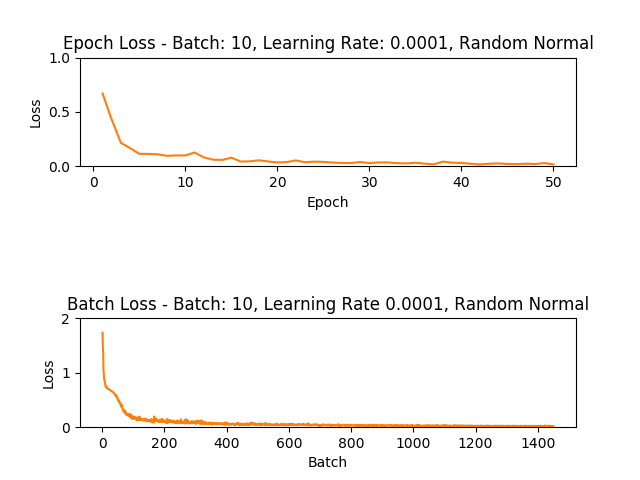 Epoch Loss - Batch: 10, Learning Rate: 0.0001, Random Normal
1.0
0.5
0.0
Loss
0 10 20 30 40 50
Epoch
Batch Loss - Batch: 10, Learning Rate 0.0001, Random Normal
2
1
0
Loss
0 200 400 600 800 1000 1200 1400
Batch